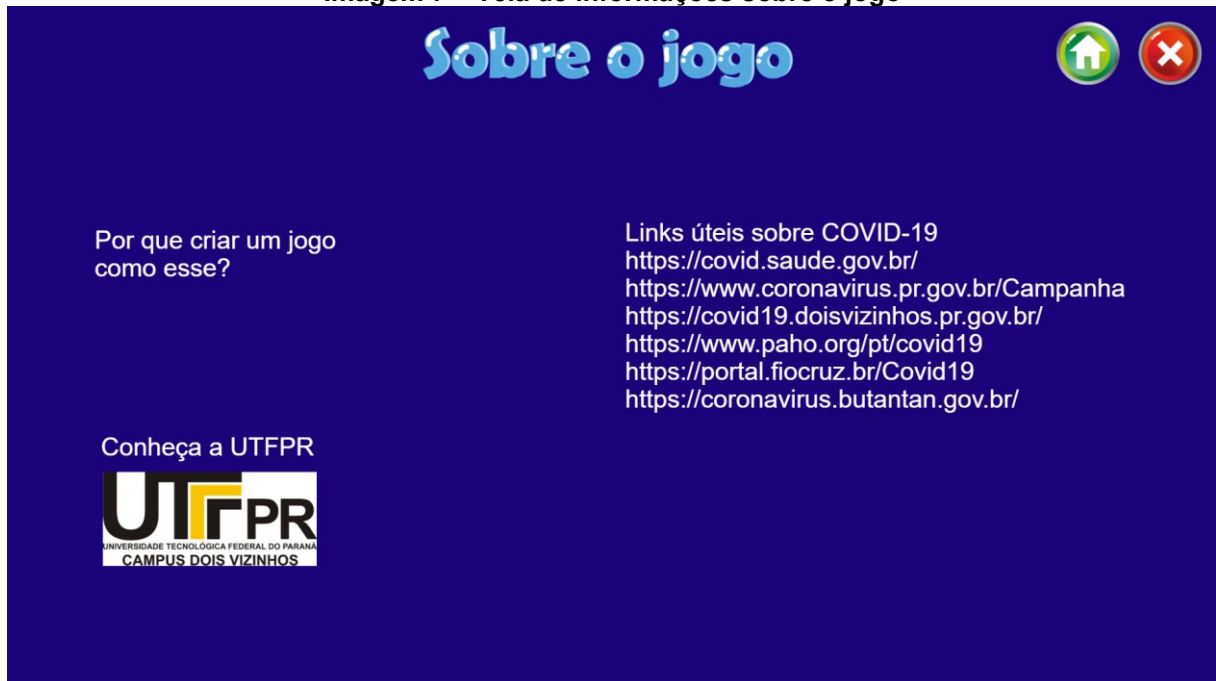 Sobre o jogo
Por que criar um jogo
como esse?
Links úteis sobre COVID-19
https://covid.saude.gov.br/
https://www.coronavirus.pr.gov.br/Campanha
https://covid19.doisvizinhos.pr.gov.br/
https://www.paho.org/pt/covid19
https://portal.fiocruz.br/Covid19
https://coronavirus.butantan.gov.br/
Conheça a UTFPR
UTFPR
UNIVERSIDADE TECNOLÓGICA FEDERAL DO PARANÁ
CAMPUS DOIS VIZINHOS